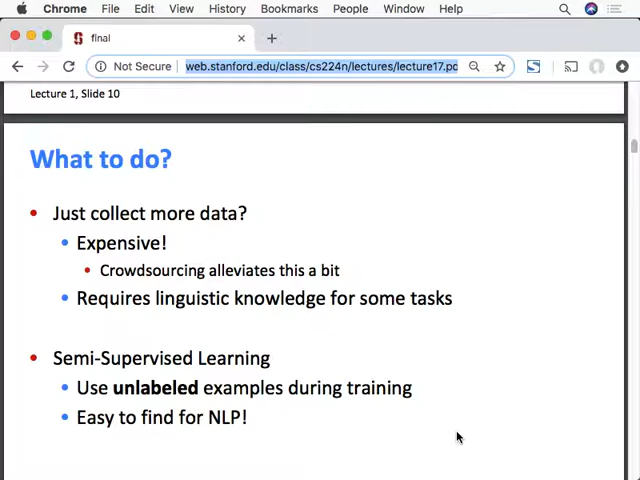 Chrome File Edit View History Bookmarks People Window Help
final
Not Secure web.stanford.edu/class/cs224n/lectures/lecture17.pd
Lecture 1, Slide 10
What to do?
• Just collect more data?
• Expensive!
• Crowdsourcing alleviates this a bit
• Requires linguistic knowledge for some tasks
• Semi-Supervised Learning
• Use unlabeled examples during training
• Easy to find for NLP!